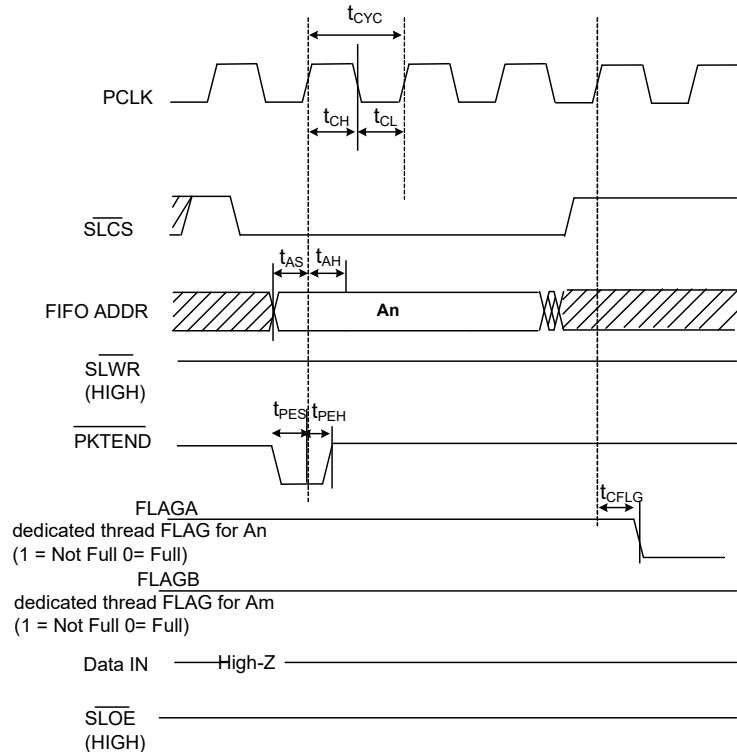 tCYC
PCLK
tCH tCL
SLCS
tAS tAH
FIFO ADDR An
SLWR
(HIGH)
tPES tPEH
PKTEND
tCFLG
FLAGA
dedicated thread FLAG for An
(1 = Not Full 0= Full)
FLAGB
dedicated thread FLAG for Am
(1 = Not Full 0= Full)
Data IN High-Z
SLOE
(HIGH)